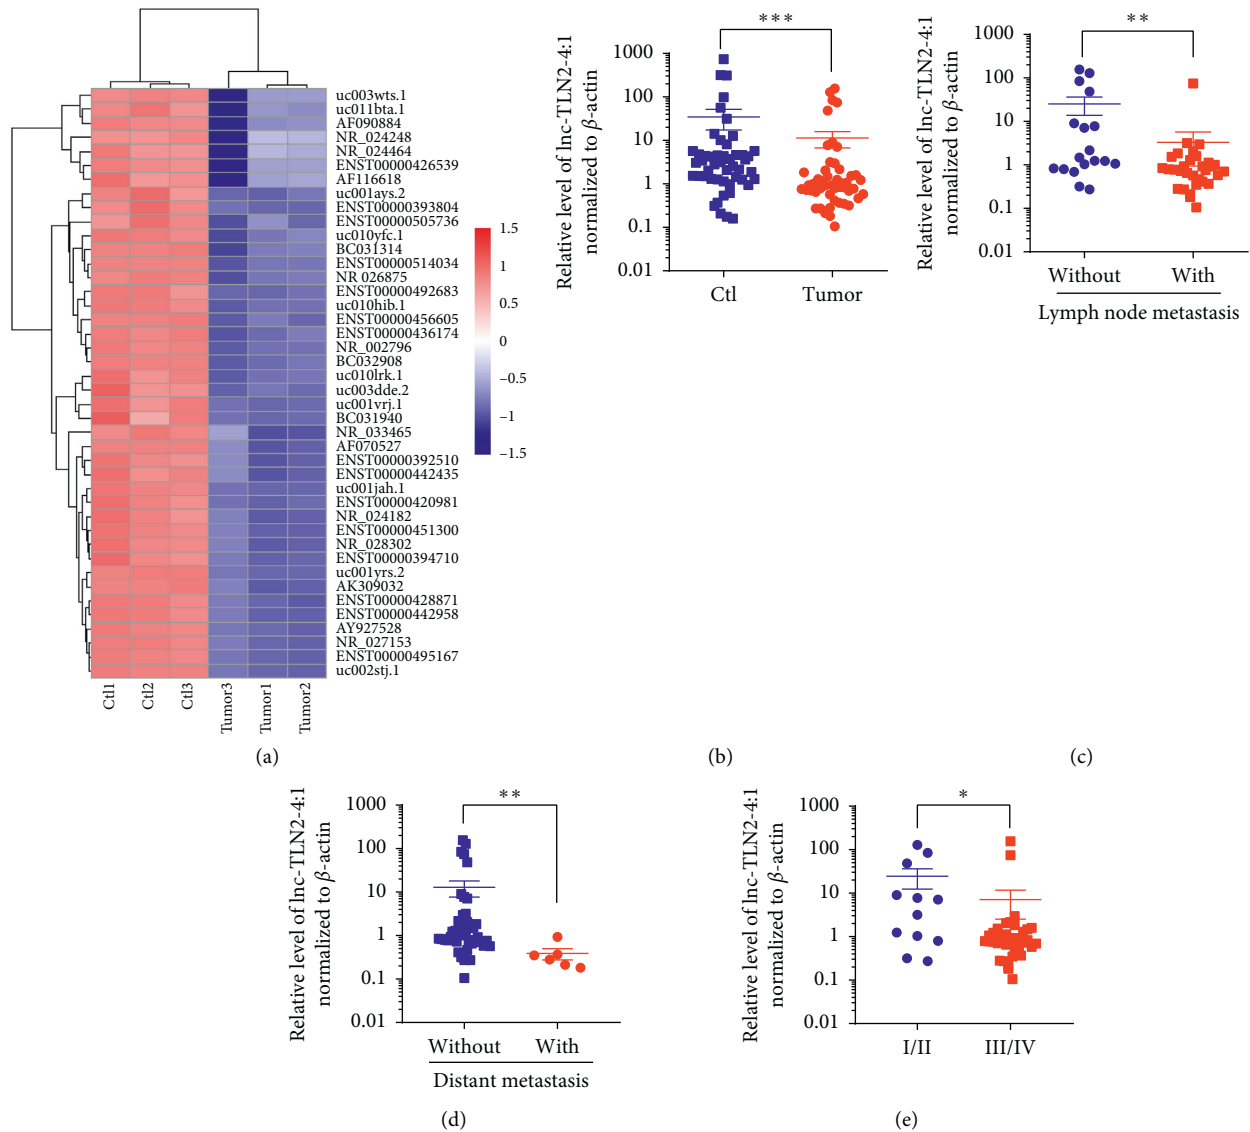 uc003wts.1
uc011bta.1
AF090884
NR_024248
NR_024464
ENST00000426539
AF116618
uc001ays.2
ENST00000393804
ENST00000505736
uc010yfc.1
BC031314
ENST00000514034
NR 026875
ENST00000492683
uc010hib.1
ENST00000456605
ENST00000436174
NR_002796
BC032908
uc010lrk.1
uc003dde.2
uc001vrj.1
BC031940
NR_033465
AF070527
ENST00000392510
ENST00000442435
uc001jah.1
ENST00000420981
NR_024182
ENST00000451300
NR_028302
ENST00000394710
uc001yrs.2
AK309032
ENST00000428871
ENST00000442958
AY927528
NR_027153
ENST00000495167
uc002stj.1
Ctl1
Ctl2
Ctl3
Tumor3
Tumor1
Tumor2
1.5
1
0.5
0
−0.5
−1
−1.5
(a)
Relative level of lnc-TLN2-4:1
normalized to β-actin
1000
100
10
1
0.1
0.01
***
Ctl
Tumor
(b)
Relative level of lnc-TLN2-4:1
normalized to β-actin
1000
100
10
1
0.1
0.01
**
Without
With
Lymph node metastasis
(c)
Relative level of lnc-TLN2-4:1
normalized to β-actin
1000
100
10
1
0.1
0.01
**
Without
With
Distant metastasis
(d)
Relative level of lnc-TLN2-4:1
normalized to β-actin
1000
100
10
1
0.1
0.01
*
I/II
III/IV
(e)